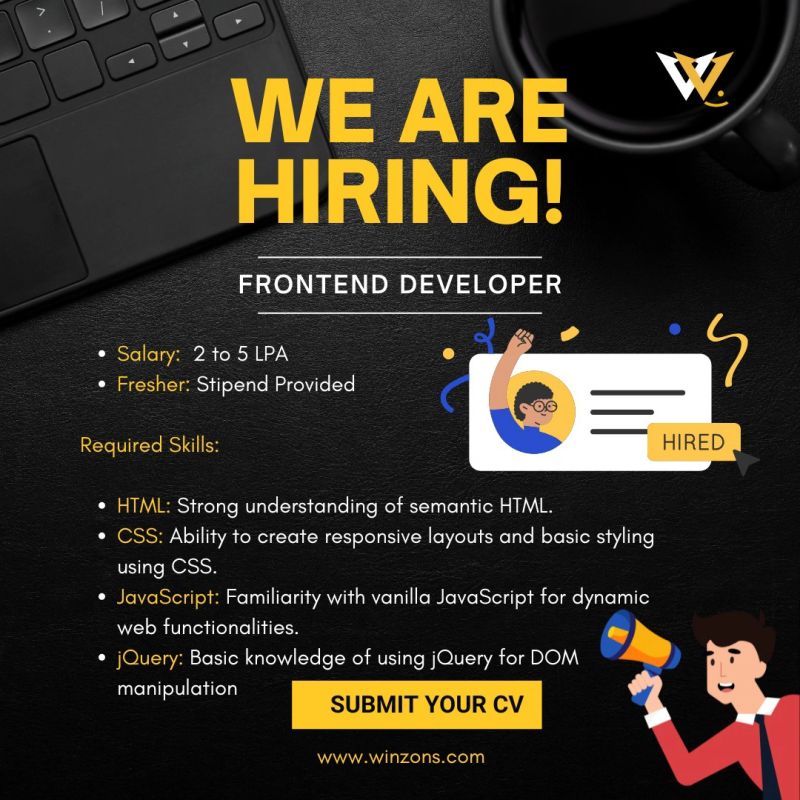 WE ARE
HIRING!
FRONTEND DEVELOPER
• Salary:  2 to 5 LPA
• Fresher: Stipend Provided
HIRED
Required Skills:
• HTML: Strong understanding of semantic HTML.
• CSS: Ability to create responsive layouts and basic styling
using CSS.
• JavaScript: Familiarity with vanilla JavaScript for dynamic
web functionalities.
• jQuery: Basic knowledge of using jQuery for DOM
manipulation
SUBMIT YOUR CV
www.winzons.com